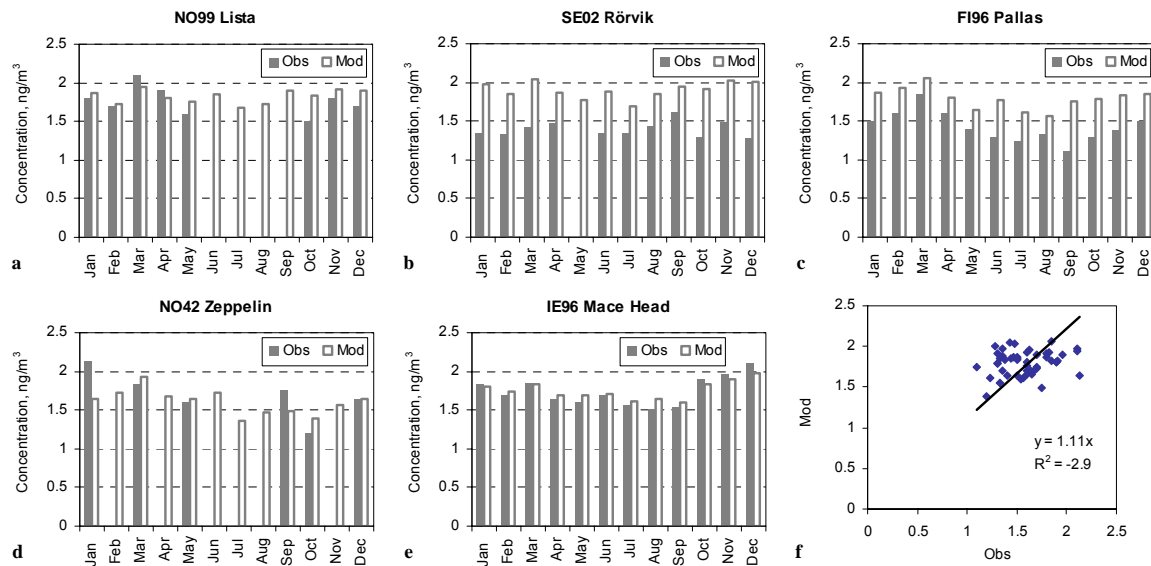 NO99 Lista
Concentration, ng/m³
2.5
2
1.5
1
0.5
0
Obs Mod
Jan Feb Mar Apr May Jun Jul Aug Sep Oct Nov Dec
a
SE02 Rörvik
Concentration, ng/m³
2.5
2
1.5
1
0.5
0
Obs Mod
Jan Feb Mar Apr May Jun Jul Aug Sep Oct Nov Dec
b
FI96 Pallas
Concentration, ng/m³
2.5
2
1.5
1
0.5
0
Obs Mod
Jan Feb Mar Apr May Jun Jul Aug Sep Oct Nov Dec
c
NO42 Zeppelin
Concentration, ng/m³
2.5
2
1.5
1
0.5
0
Obs Mod
Jan Feb Mar Apr May Jun Jul Aug Sep Oct Nov Dec
d
IE96 Mace Head
Concentration, ng/m³
2.5
2
1.5
1
0.5
0
Obs Mod
Jan Feb Mar Apr May Jun Jul Aug Sep Oct Nov Dec
e
Mod
2.5
2
1.5
1
0.5
0
y = 1.11x
R² = -2.9
0 0.5 1 1.5 2 2.5
Obs
f